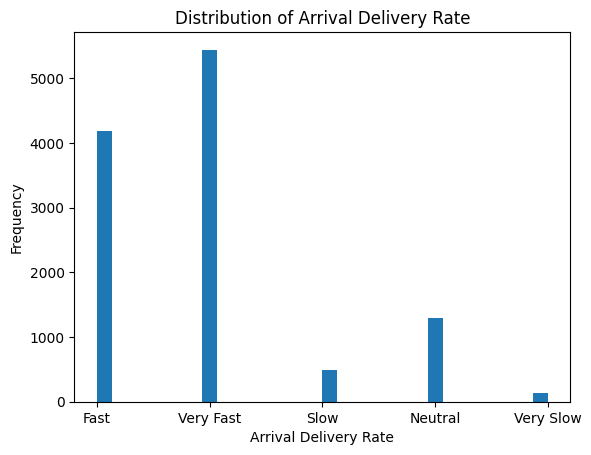 Distribution of Arrival Delivery Rate
Frequency
5000
4000
3000
2000
1000
0
Fast Very Fast Slow Neutral Very Slow
Arrival Delivery Rate